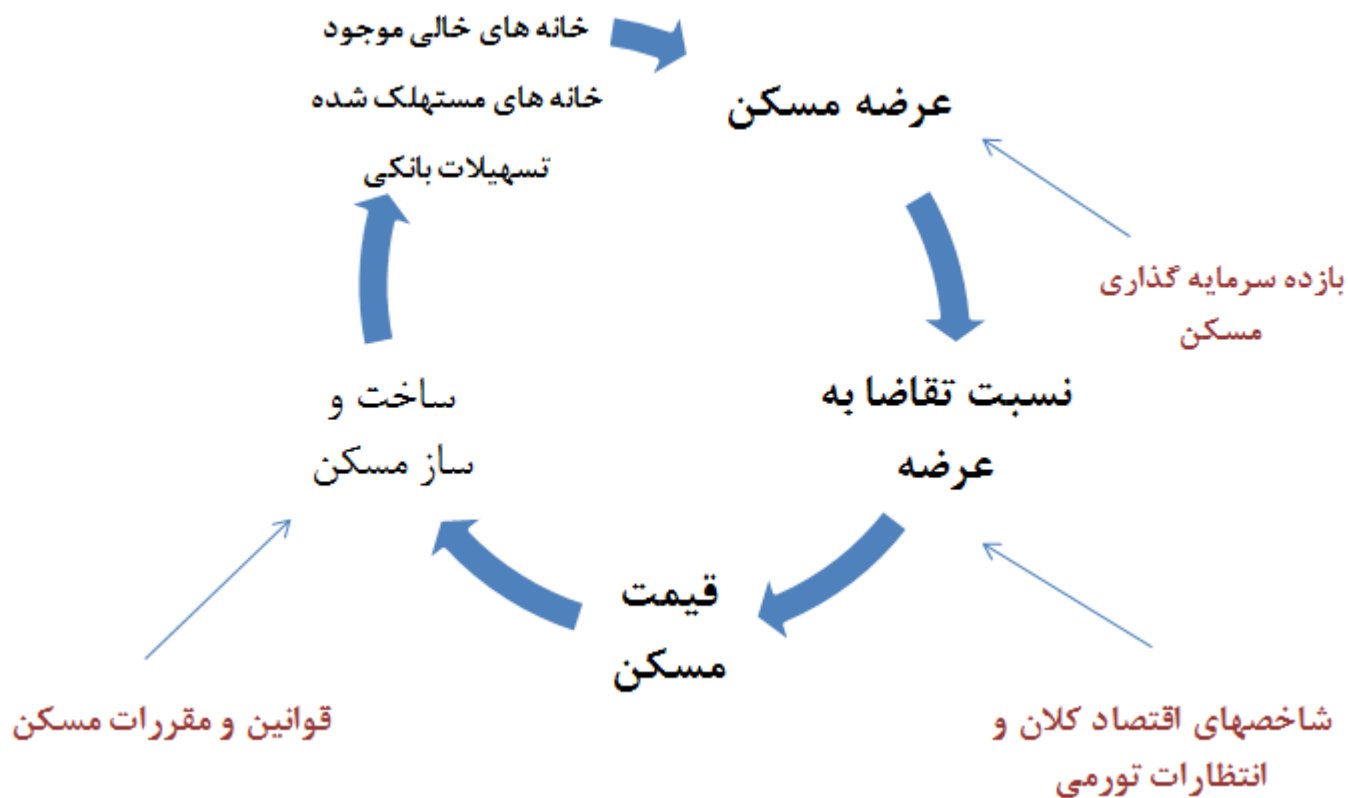 خانه های خالی موجود
خانه های مستهلک شده
تسهیلات بانکی
عرضه مسکن
بازده سرمایه گذاری
مسکن
نسبت تقاضا به
عرضه
ساخت و
ساز مسکن
قیمت
مسکن
قوانین و مقررات مسکن
شاخصهای اقتصاد کلان و
انتظارات تورمی